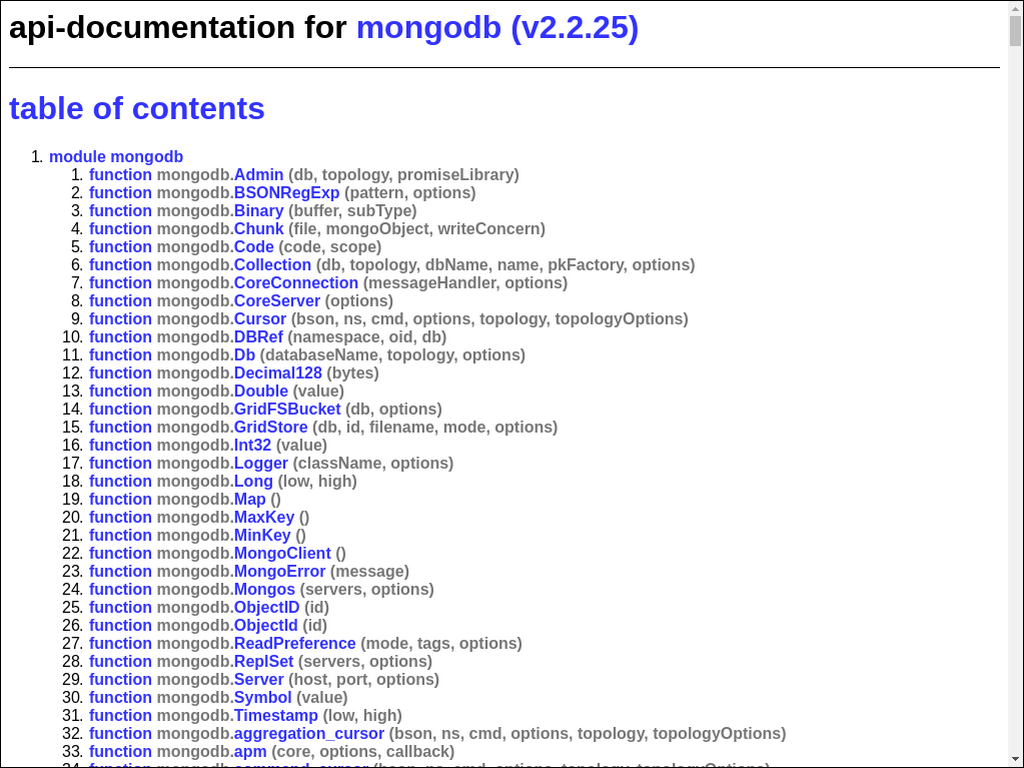 api-documentation for mongodb (v2.2.25)
table of contents
1. module mongodb
1. function mongodb.Admin (db, topology, promiseLibrary)
2. function mongodb.BSONRegExp (pattern, options)
3. function mongodb.Binary (buffer, subType)
4. function mongodb.Chunk (file, mongoObject, writeConcern)
5. function mongodb.Code (code, scope)
6. function mongodb.Collection (db, topology, dbName, name, pkFactory, options)
7. function mongodb.CoreConnection (messageHandler, options)
8. function mongodb.CoreServer (options)
9. function mongodb.Cursor (bson, ns, cmd, options, topology, topologyOptions)
10. function mongodb.DBRef (namespace, oid, db)
11. function mongodb.Db (databaseName, topology, options)
12. function mongodb.Decimal128 (bytes)
13. function mongodb.Double (value)
14. function mongodb.GridFSBucket (db, options)
15. function mongodb.GridStore (db, id, filename, mode, options)
16. function mongodb.Int32 (value)
17. function mongodb.Logger (className, options)
18. function mongodb.Long (low, high)
19. function mongodb.Map ()
20. function mongodb.MaxKey ()
21. function mongodb.MinKey ()
22. function mongodb.MongoClient ()
23. function mongodb.MongoError (message)
24. function mongodb.Mongos (servers, options)
25. function mongodb.ObjectID (id)
26. function mongodb.ObjectId (id)
27. function mongodb.ReadPreference (mode, tags, options)
28. function mongodb.ReplSet (servers, options)
29. function mongodb.Server (host, port, options)
30. function mongodb.Symbol (value)
31. function mongodb.Timestamp (low, high)
32. function mongodb.aggregation_cursor (bson, ns, cmd, options, topology, topologyOptions)
33. function mongodb.apm (core, options, callback)
34. function mongodb.command_cursor (bson, ns, cmd, options, topology, topologyOptions)